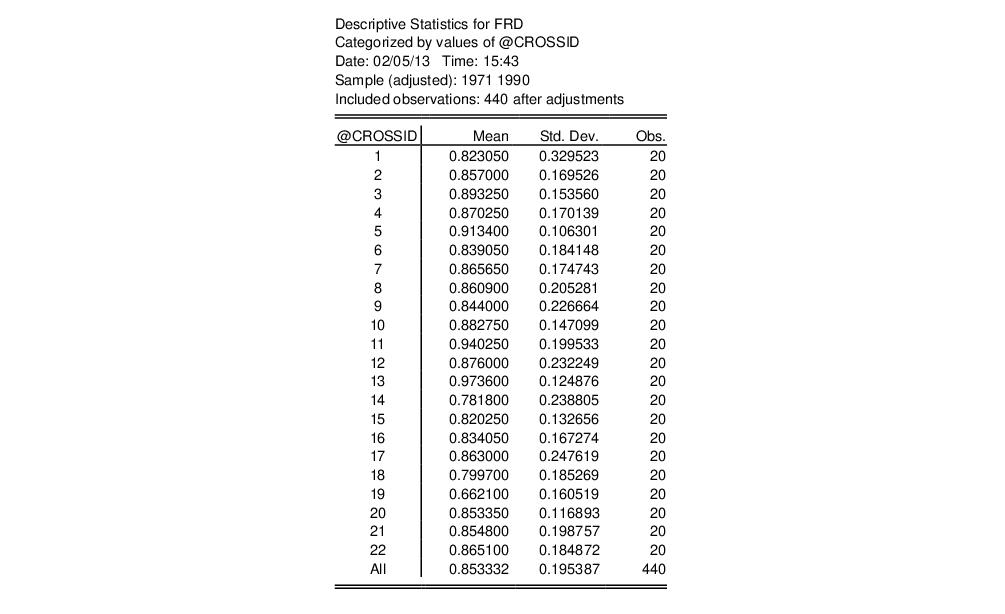 Descriptive Statistics for FRD
Categorized by values of @CROSSID
Date: 02/05/13 Time: 15:43
Sample (adjusted): 1971 1990
Included observations: 440 after adjustments
@CROSSID Mean Std. Dev. Obs.
1 0.823050 0.329523 20
2 0.857000 0.169526 20
3 0.893250 0.153560 20
4 0.870250 0.170139 20
5 0.913400 0.106301 20
6 0.839050 0.184148 20
7 0.865650 0.174743 20
8 0.860900 0.205281 20
9 0.844000 0.226664 20
10 0.882750 0.147099 20
11 0.940250 0.199533 20
12 0.876000 0.232249 20
13 0.973600 0.124876 20
14 0.781800 0.238805 20
15 0.820250 0.132656 20
16 0.834050 0.167274 20
17 0.863000 0.247619 20
18 0.799700 0.185269 20
19 0.662100 0.160519 20
20 0.853350 0.116893 20
21 0.854800 0.198757 20
22 0.865100 0.184872 20
All 0.853332 0.195387 440